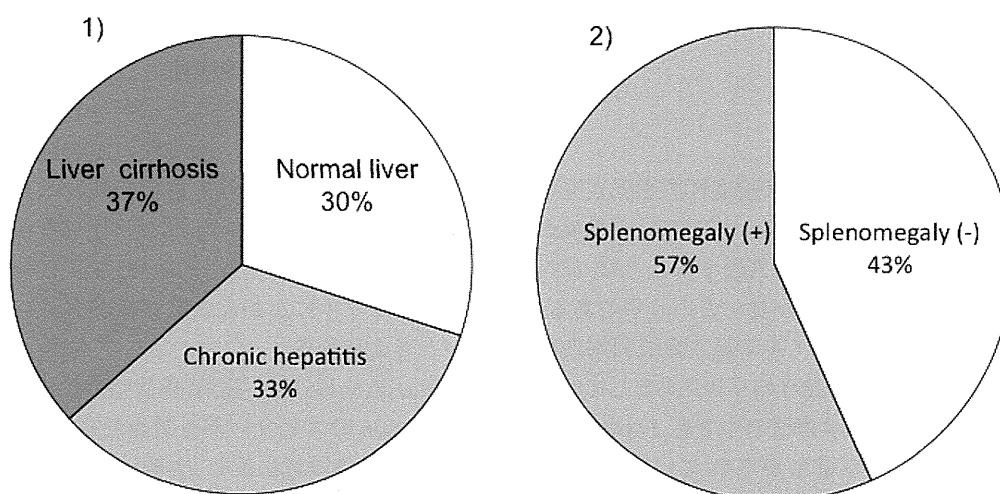 1)
Liver cirrhosis
37%
Normal liver
30%
Chronic hepatitis
33%
2)
Splenomegaly (+)
57%
Splenomegaly (-)
43%